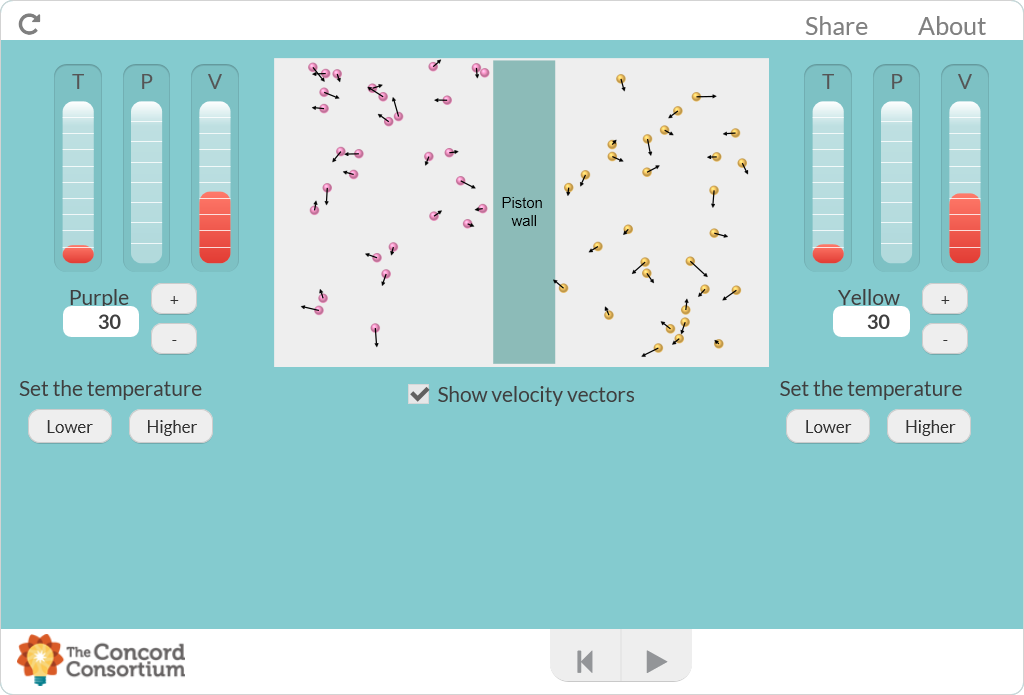 Share
About
T
P
V
T
P
V
Piston
wall
Purple
30
+
-
Yellow
30
+
-
Set the temperature
Lower
Higher
Show velocity vectors
Set the temperature
Lower
Higher
The Concord
Consortium